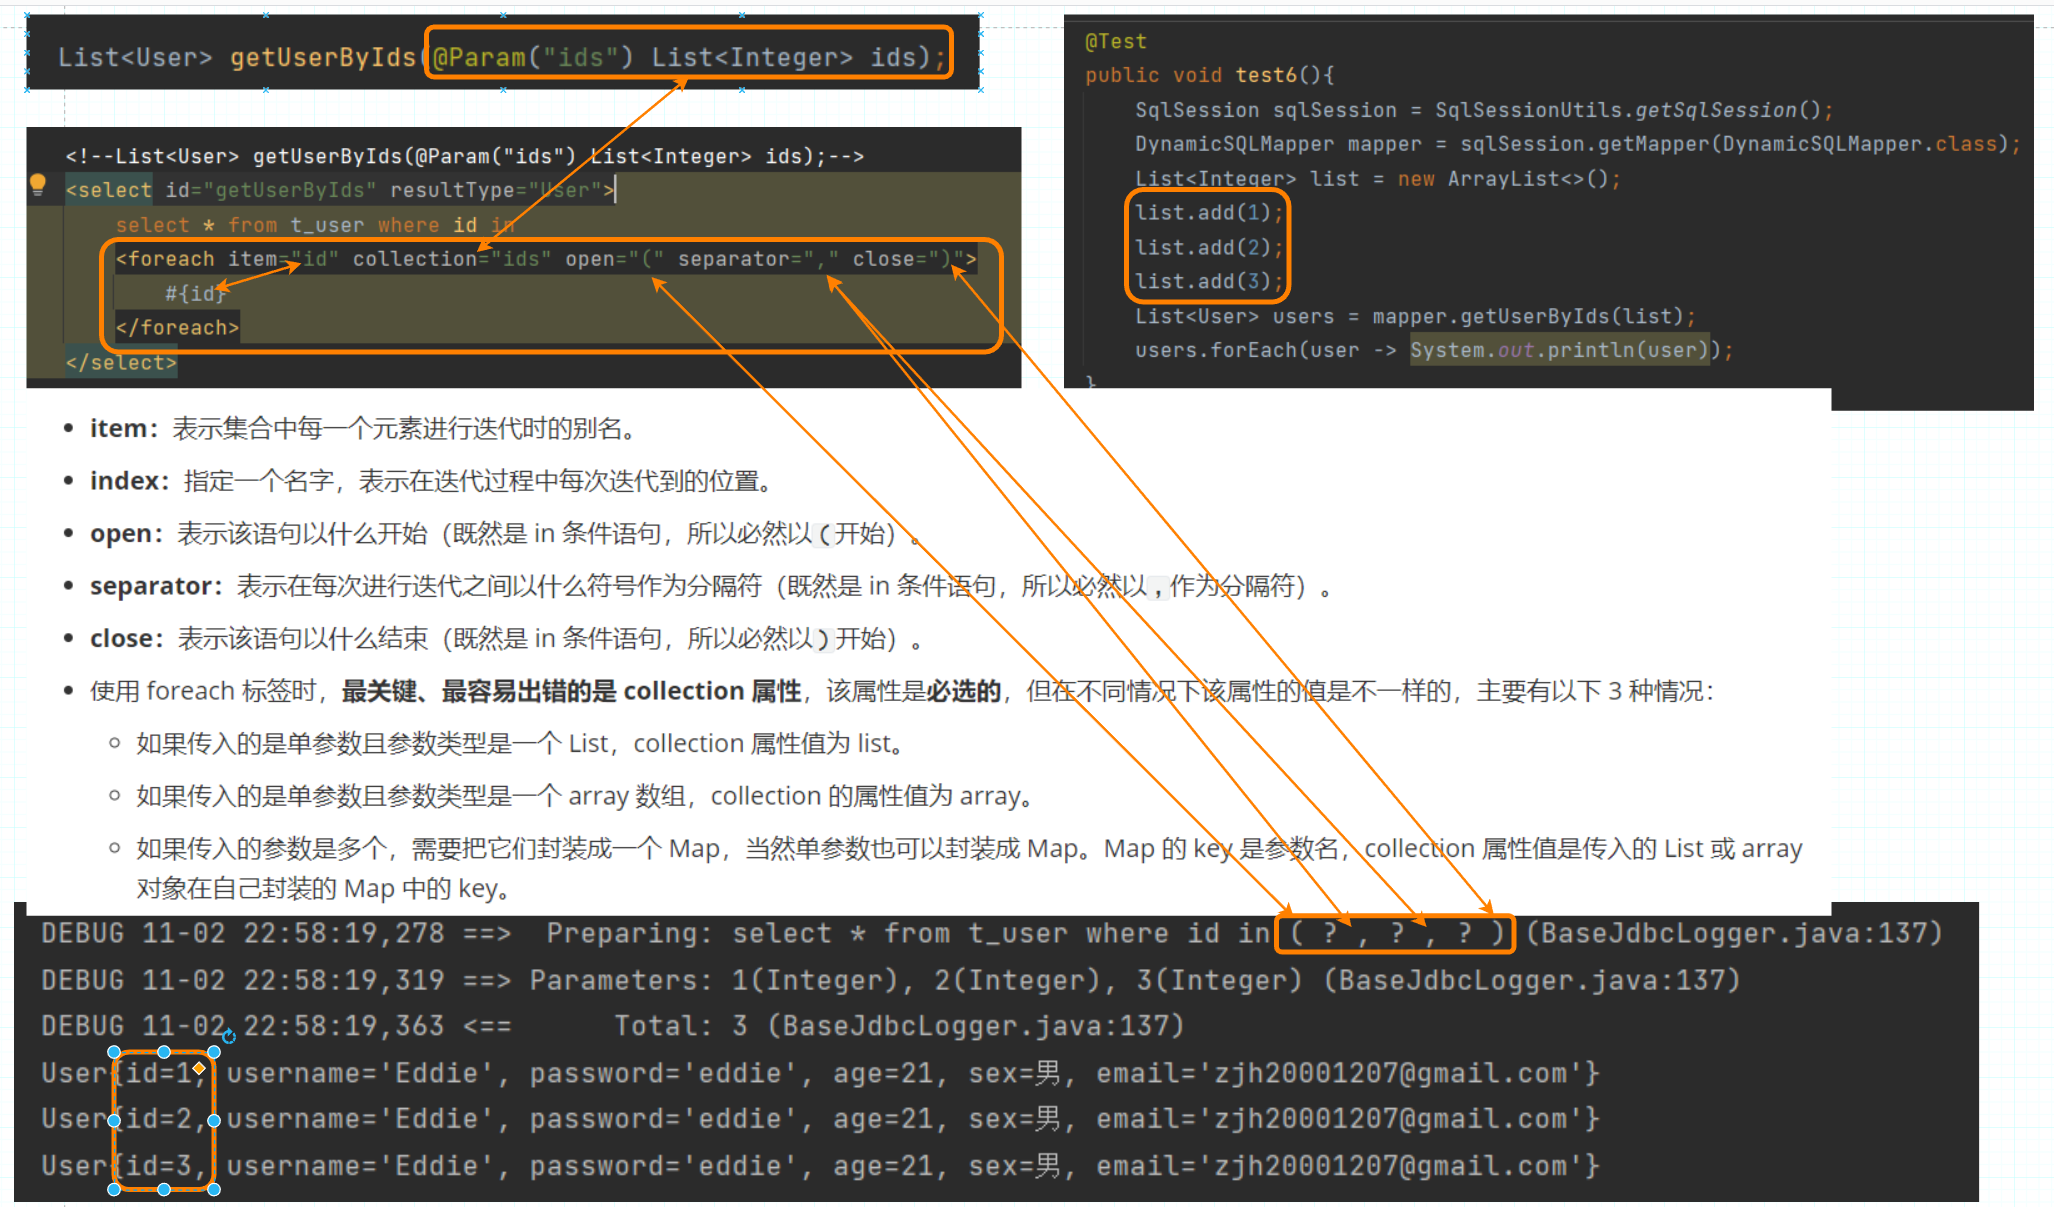 List<User> getUserByIds(@Param("ids") List<Integer> ids);
<!--List<User> getUserByIds(@Param("ids") List<Integer> ids);-->
<select id="getUserByIds" resultType="User">
select * from t_user where id in
<foreach item="id" collection="ids" open="(" separator="," close=")">
#{id}
</foreach>
</select>
@Test
public void test6(){
SqlSession sqlSession = SqlSessionUtils.getSqlSession();
DynamicSQLMapper mapper = sqlSession.getMapper(DynamicSQLMapper.class);
List<Integer> list = new ArrayList<>();
list.add(1);
list.add(2);
list.add(3);
List<User> users = mapper.getUserByIds(list);
users.forEach(user -> System.out.println(user));
}
• item：表示集合中每一个元素进行迭代时的别名。
• index：指定一个名字，表示在迭代过程中每次迭代到的位置。
• open：表示该语句以什么开始（既然是 in 条件语句，所以必然以 ( 开始）。
• separator：表示在每次进行迭代之间以什么符号作为分隔符（既然是 in 条件语句，所以必然以 , 作为分隔符）。
• close：表示该语句以什么结束（既然是 in 条件语句，所以必然以 ) 开始）。
• 使用 foreach 标签时，最关键、最容易出错的是 collection 属性，该属性是必选的，但在不同情况下该属性的值是不一样的，主要有以下 3 种情况：
○ 如果传入的是单参数且参数类型是一个 List，collection 属性值为 list。
○ 如果传入的是单参数且参数类型是一个 array 数组，collection 的属性值为 array。
○ 如果传入的参数是多个，需要把它们封装成一个 Map，当然单参数也可以封装成 Map。Map 的 key 是参数名，collection 属性值是传入的 List 或 array
对象在自己封装的 Map 中的 key。
DEBUG 11-02 22:58:19,278 ==>  Preparing: select * from t_user where id in ( ? , ? , ? ) (BaseJdbcLogger.java:137)
DEBUG 11-02 22:58:19,319 ==> Parameters: 1(Integer), 2(Integer), 3(Integer) (BaseJdbcLogger.java:137)
DEBUG 11-02 22:58:19,363 <==      Total: 3 (BaseJdbcLogger.java:137)
User{id=1, username='Eddie', password='eddie', age=21, sex=男, email='zjh20001207@gmail.com'}
User{id=2, username='Eddie', password='eddie', age=21, sex=男, email='zjh20001207@gmail.com'}
User{id=3, username='Eddie', password='eddie', age=21, sex=男, email='zjh20001207@gmail.com'}